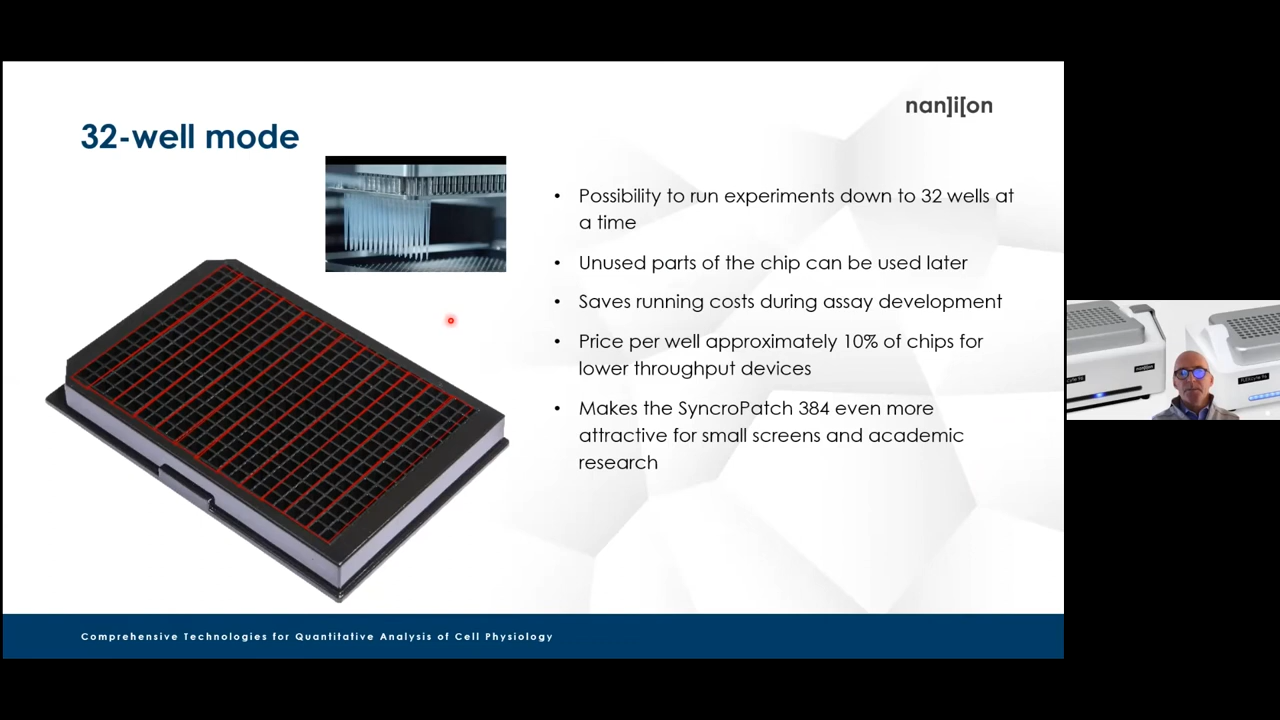 nan]i[on
32-well mode
• Possibility to run experiments down to 32 wells at
a time
• Unused parts of the chip can be used later
• Saves running costs during assay development
• Price per well approximately 10% of chips for
lower throughput devices
• Makes the SyncroPatch 384 even more
attractive for small screens and academic
research
Comprehensive Technologies for Quantitative Analysis of Cell Physiology